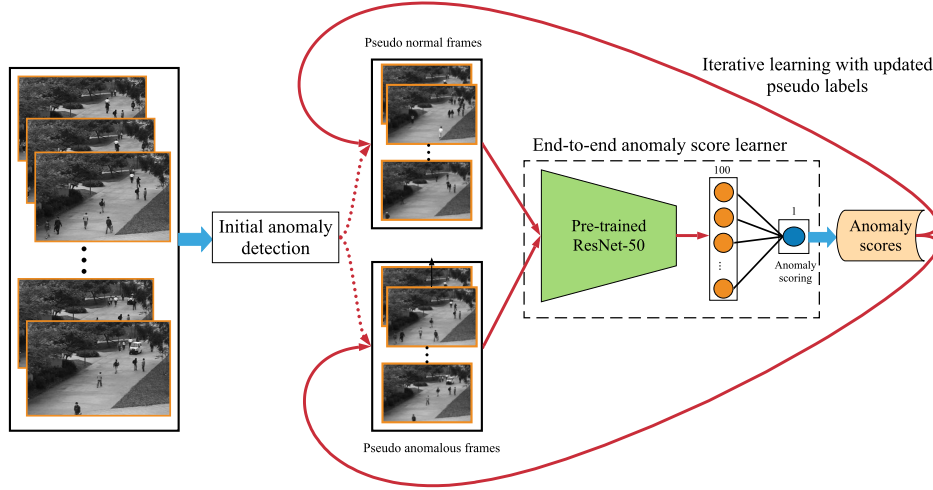 Pseudo normal frames
Iterative learning with updated
pseudo labels
End-to-end anomaly score learner
100
Initial anomaly
detection
Pre-trained
ResNet-50
1
Anomaly
scoring
Anomaly
scores
...
Pseudo anomalous frames